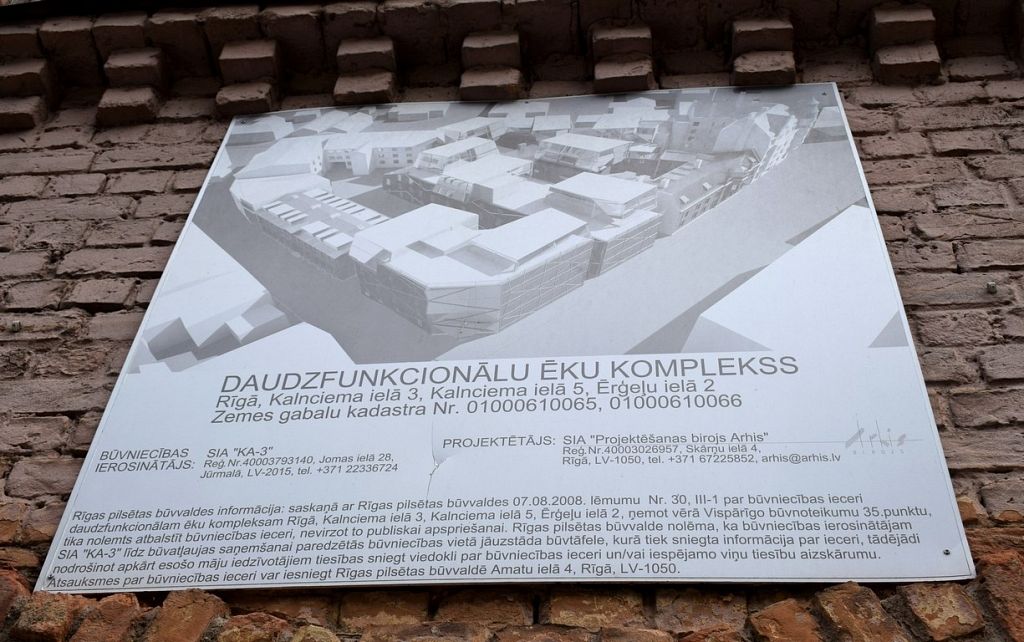 DAUDZFUNKCIONĀLU ĒKU KOMPLEKSS
Rīgā, Kalnciema ielā 3, Kalnciema ielā 5, Ērģeļu ielā 2
Zemes gabalu kadastra Nr. 01000610065, 01000610066
BŪVNIECĪBAS
IEROSINĀTĀJS:
SIA "KA-3"
Reģ.Nr.40003793140, Jomas ielā 28,
Jūrmalā, LV-2015, tel. +371 22336724
PROJEKTĒTĀJS:
SIA "Projektēšanas birojs Arhis"
Reģ.Nr.40003026957, Skārņu ielā 4,
Rīgā, LV-1050, tel. +371 67225852, arhis@arhis.lv
Arhis
BIROJS
Rīgas pilsētas būvvaldes informācija: saskaņā ar Rīgas pilsētas būvvaldes 07.08.2008. lēmumu Nr. 30, III-1 par būvniecības ieceri
daudzfunkcionālam ēku kompleksam Rīgā, Kalnciema ielā 3, Kalnciema ielā 5, Ērģeļu ielā 2, ņemot vērā Vispārīgo būvnoteikumu 35.punktu,
tika nolemts atbalstīt būvniecības ieceri, nevirzot to publiskai apspriešanai. Rīgas pilsētas būvvalde nolēma, ka būvniecības ierosinātājam
SIA "KA-3" līdz būvatļaujas saņemšanai paredzētās būvniecības vietā jāuzstāda būvtāfele, kurā tiek sniegta informācija par ieceri, tādējādi
nodrošinot apkārt esošo māju iedzīvotājiem tiesības sniegt viedokli par būvniecības ieceri un/vai iespējamo viņu tiesību aizskārumu.
Atsauksmes par būvniecības ieceri var iesniegt Rīgas pilsētas būvvaldē Amatu ielā 4, Rīgā, LV-1050.